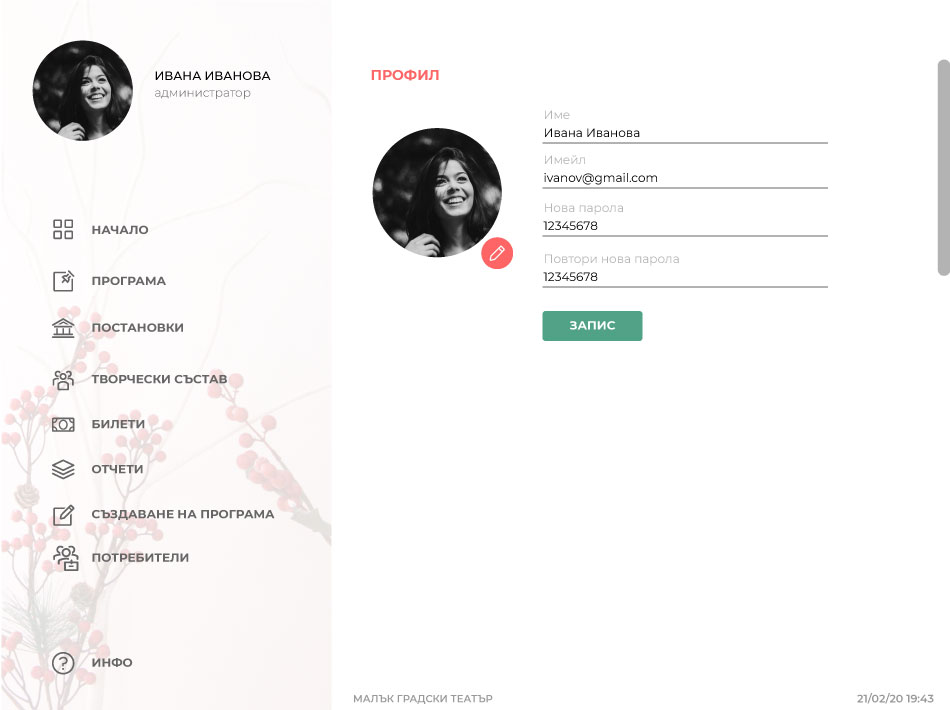 ИВАНА ИВАНОВА
администратор
НАЧАЛО
ПРОГРАМА
ПОСТАНОВКИ
ТВОРЧЕСКИ СЪСТАВ
БИЛЕТИ
ОТЧЕТИ
СЪЗДАВАНЕ НА ПРОГРАМА
ПОТРЕБИТЕЛИ
ИНФО
ПРОФИЛ
Име
Ивана Иванова
Имейл
ivanov@gmail.com
Нова парола
12345678
Повтори нова парола
12345678
ЗАПИС
МАЛЪК ГРАДСКИ ТЕАТЪР
21/02/20 19:43